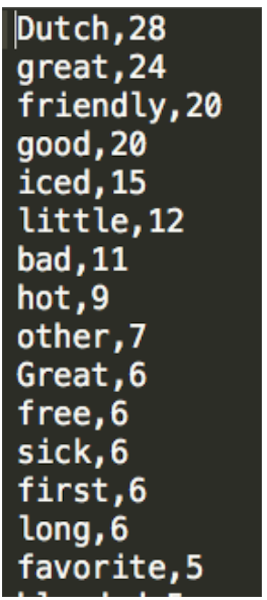 Dutch,28
great,24
friendly,20
good,20
iced,15
little,12
bad,11
hot,9
other,7
Great,6
free,6
sick,6
first,6
long,6
favorite,5